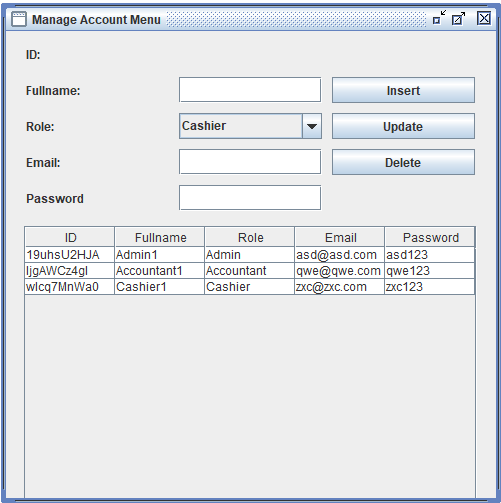 Manage Account Menu
ID:
Fullname: Insert
Role: Cashier Update
Email: Delete
Password
ID Fullname Role Email Password
19uhsU2HJA Admin1 Admin asd@asd.com asd123
IjgAWCz4gI Accountant1 Accountant qwe@qwe.com qwe123
wlcq7MnWa0 Cashier1 Cashier zxc@zxc.com zxc123